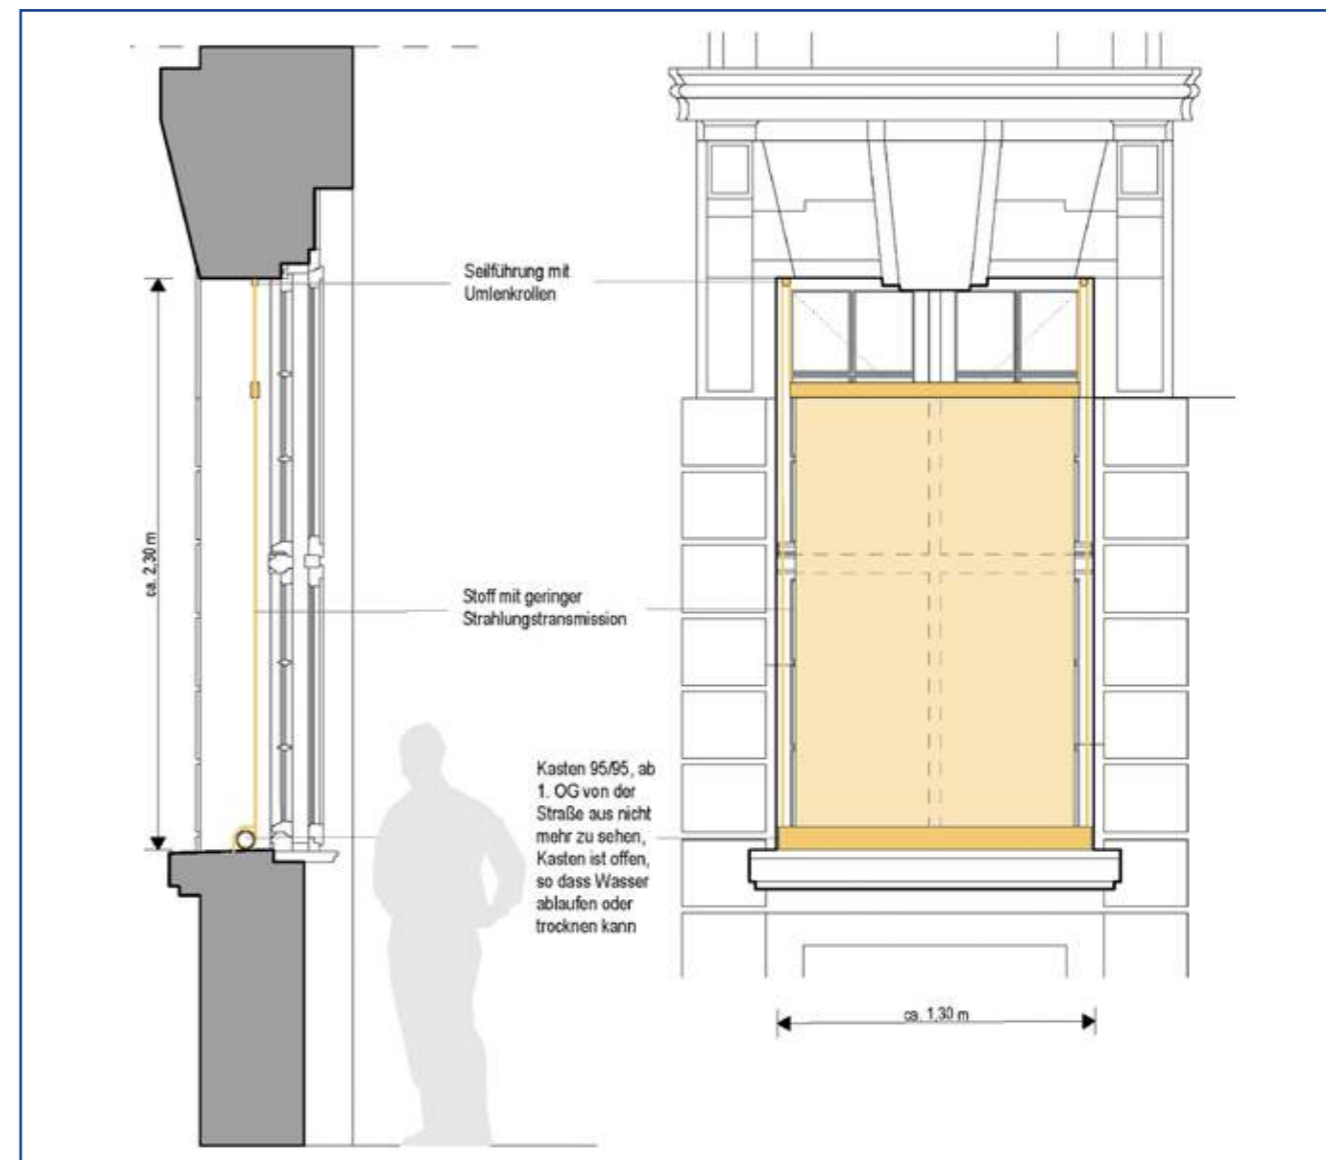 Seilführung mit
Umlenkrollen
ca. 2,30 m
Stoff mit geringer
Strahlungstransmission
Kasten 95/95, ab
1. OG von der
Straße aus nicht
mehr zu sehen,
Kasten ist offen,
so dass Wasser
ablaufen oder
trocknen kann
ca. 1,30 m